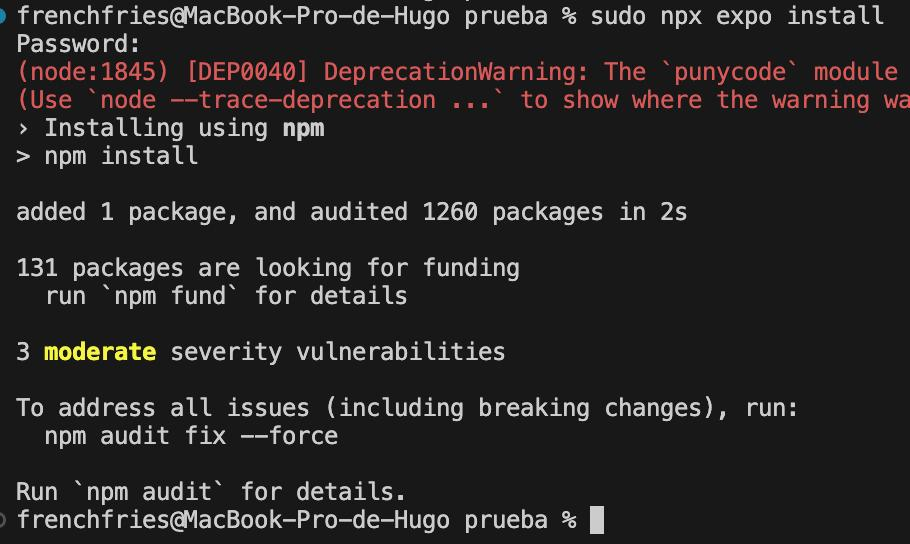 frenchfries@MacBook-Pro-de-Hugo prueba % sudo npx expo install
Password:
(node:1845) [DEP0040] DeprecationWarning: The `punycode` module
(Use `node --trace-deprecation ...` to show where the warning wa
› Installing using npm
> npm install
added 1 package, and audited 1260 packages in 2s
131 packages are looking for funding
run `npm fund` for details
3 moderate severity vulnerabilities
To address all issues (including breaking changes), run:
npm audit fix --force
Run `npm audit` for details.
frenchfries@MacBook-Pro-de-Hugo prueba %